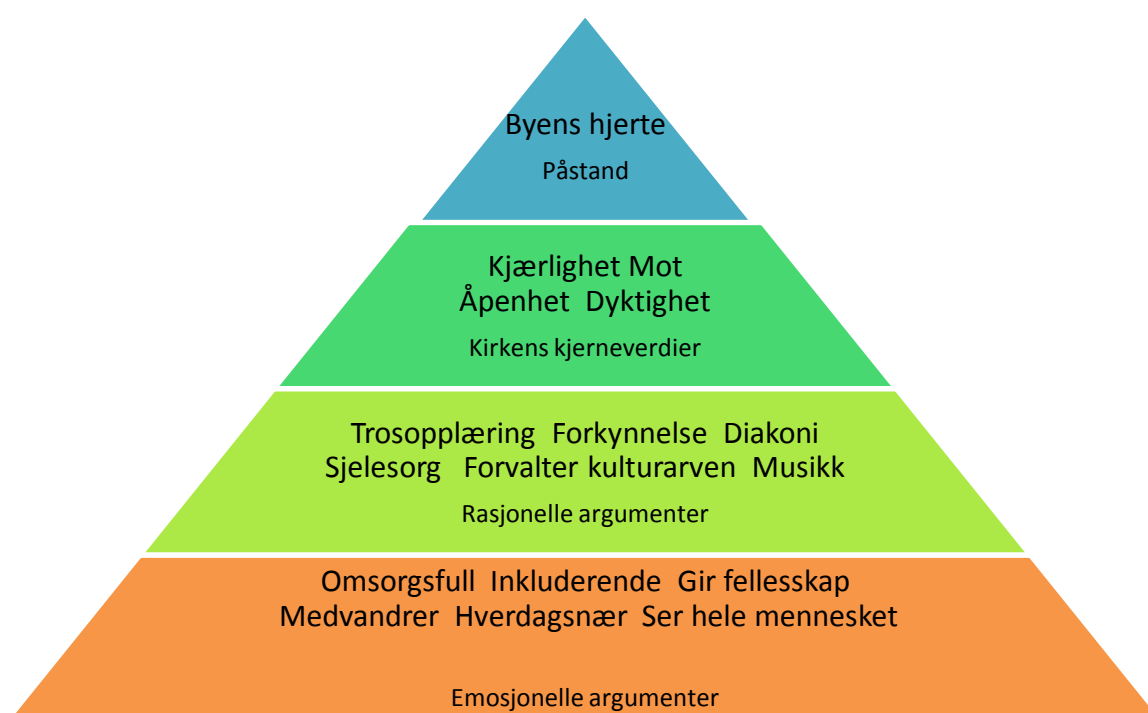 Byens hjerte
Påstand
Kjærlighet Mot
Åpenhet Dyktighet
Kirkens kjerneverdier
Trosopplæring Forkynnelse Diakoni
Sjelesorg Forvalter kulturarven Musikk
Rasjonelle argumenter
Omsorgsfull Inkluderende Gir fellesskap
Medvandrer Hverdagsnær Ser hele mennesket
Emosjonelle argumenter